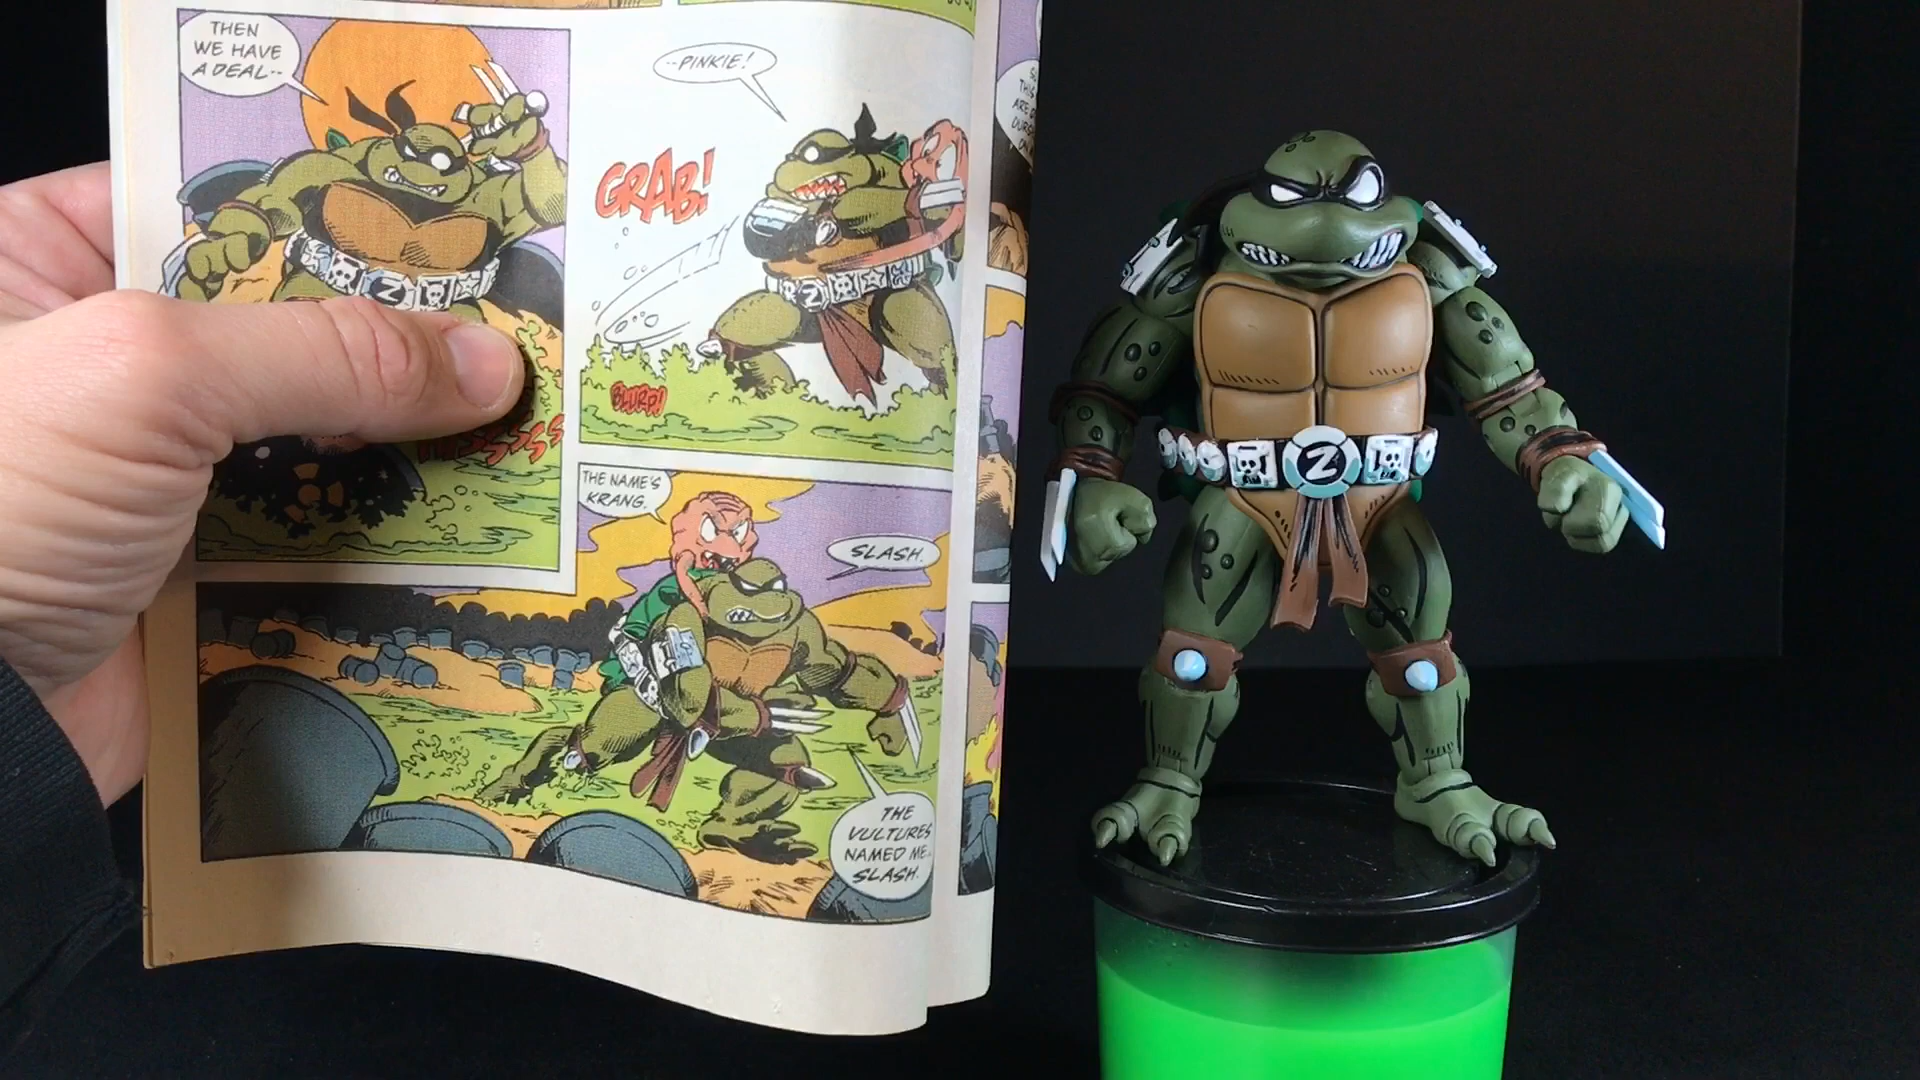 THEN
WE HAVE
A DEAL--
--PINKIE!
GRAB!
BLURP!
THE NAME'S
KRANG.
SLASH.
THE
VULTURES
NAMED ME..
SLASH.
Z
Z
Z